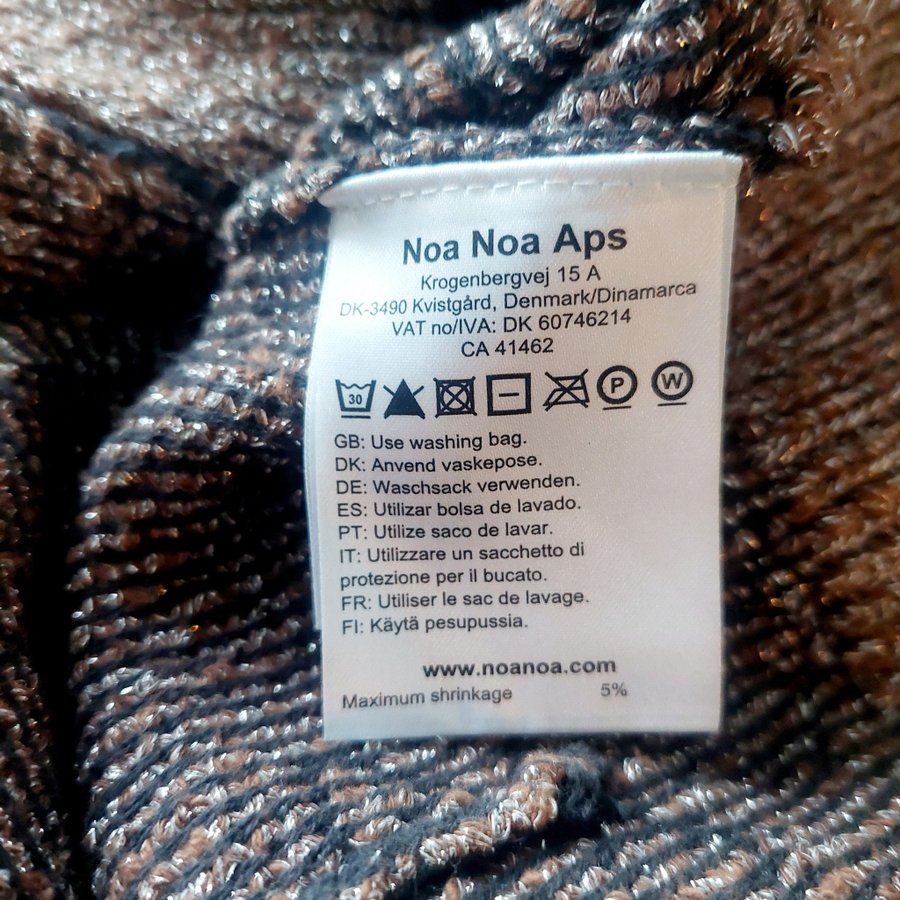 Noa Noa Aps
Krogenbergvej 15 A
DK-3490 Kvistgård, Denmark/Dinamarca
VAT no/IVA: DK 60746214
CA 41462
30 P W
GB: Use washing bag.
DK: Anvend vaskepose.
DE: Waschsack verwenden.
ES: Utilizar bolsa de lavado.
PT: Utilize saco de lavar.
IT: Utilizzare un sacchetto di
protezione per il bucato.
FR: Utiliser le sac de lavage.
FI: Käytä pesupussia.
www.noanoa.com
Maximum shrinkage 5%